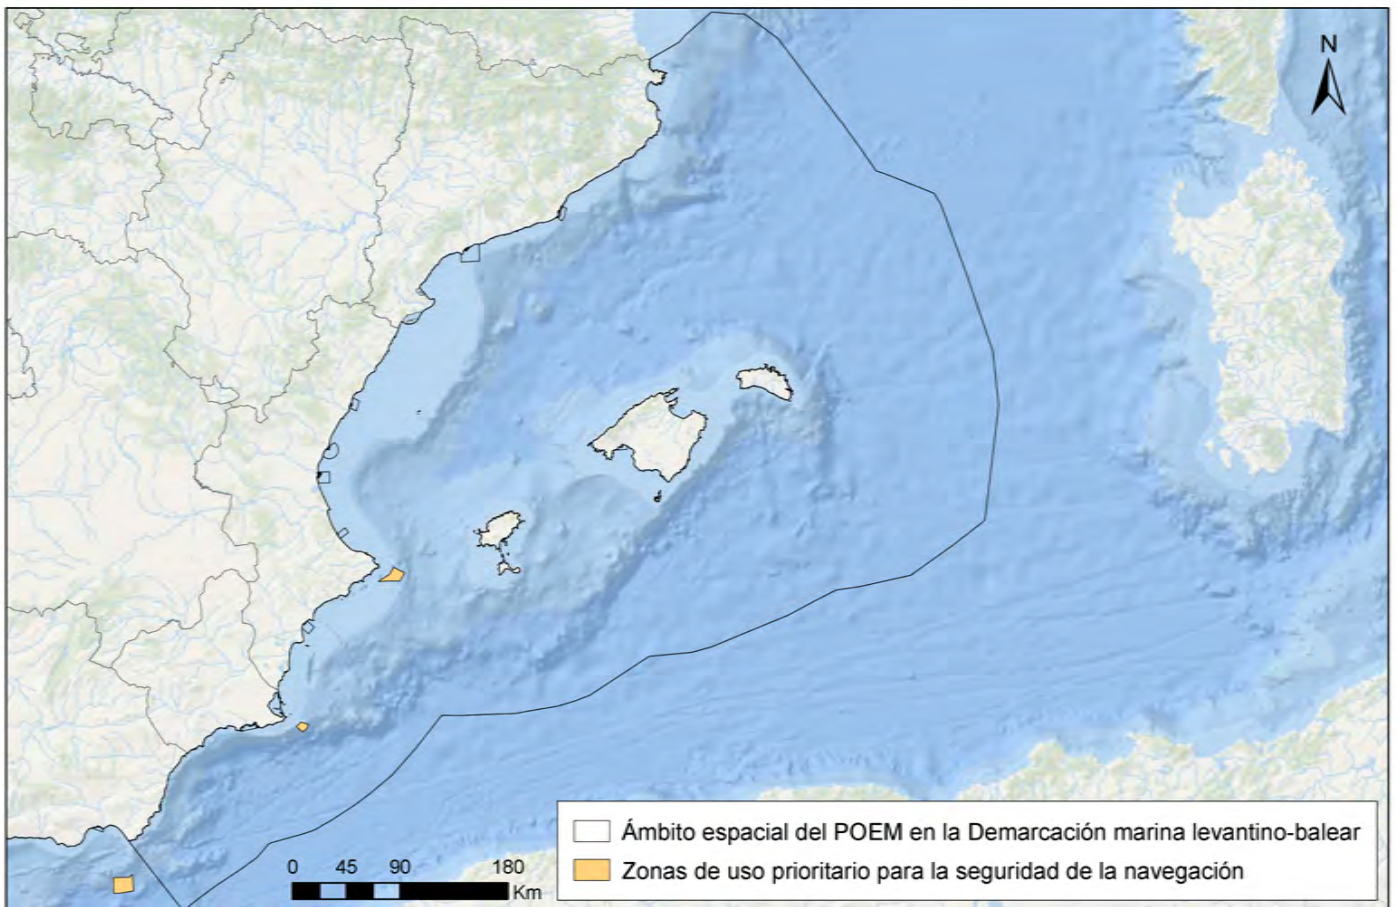 N
Ámbito espacial del POEM en la Demarcación marina levantino-balear
Zonas de uso prioritario para la seguridad de la navegación
0 45 90 180
Km